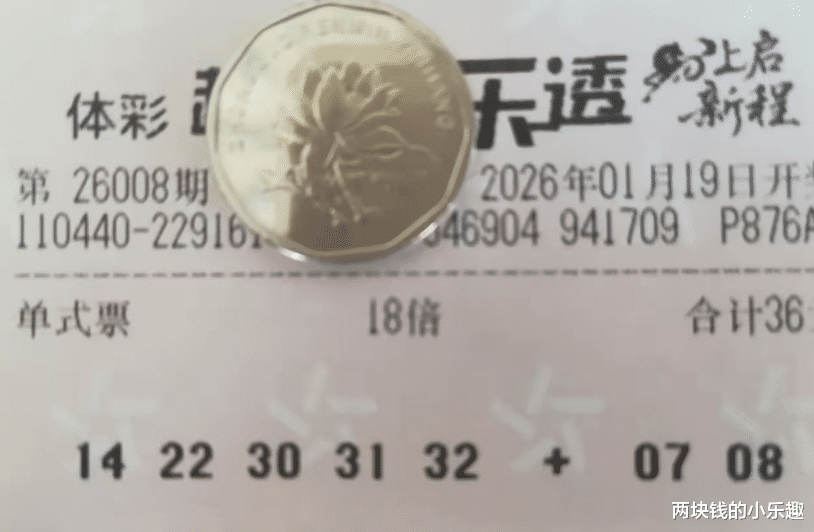 体彩 乐透 马上启新程
第 26008期 2026年01月19日开
110440-22916 46904 941709 P876A
单式票 18倍 合计36
14 22 30 31 32 + 07 08
两块钱的小乐趣